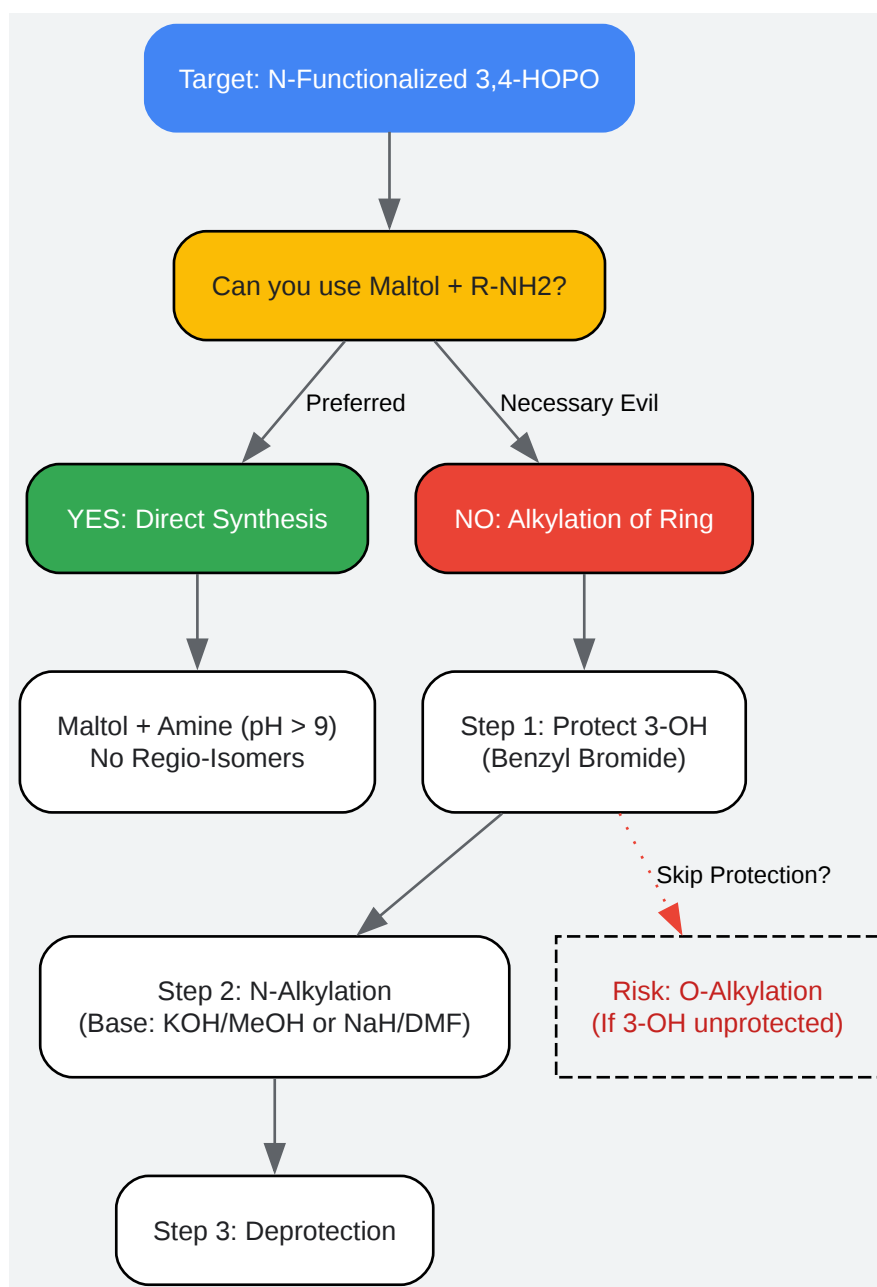 Target: N-Functionalized 3,4-HOPO
Can you use Maltol + R-NH2?
Preferred
Necessary Evil
YES: Direct Synthesis
NO: Alkylation of Ring
Maltol + Amine (pH > 9)
No Regio-Isomers
Step 1: Protect 3-OH
(Benzyl Bromide)
Skip Protection?
Step 2: N-Alkylation
(Base: KOH/MeOH or NaH/DMF)
Risk: O-Alkylation
(If 3-OH unprotected)
Step 3: Deprotection